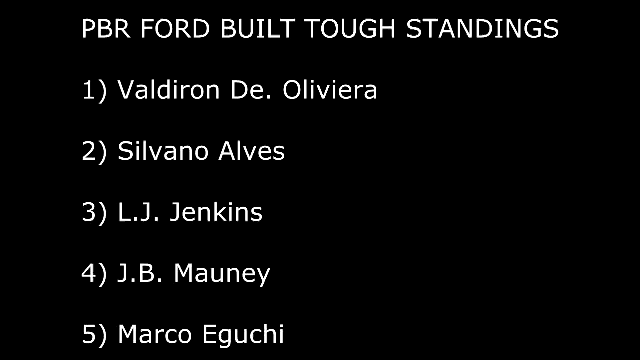 PBR FORD BUILT TOUGH STANDINGS
1) Valdiron De. Oliviera
2) Silvano Alves
3) L.J. Jenkins
4) J.B. Mauney
5) Marco Eguchi